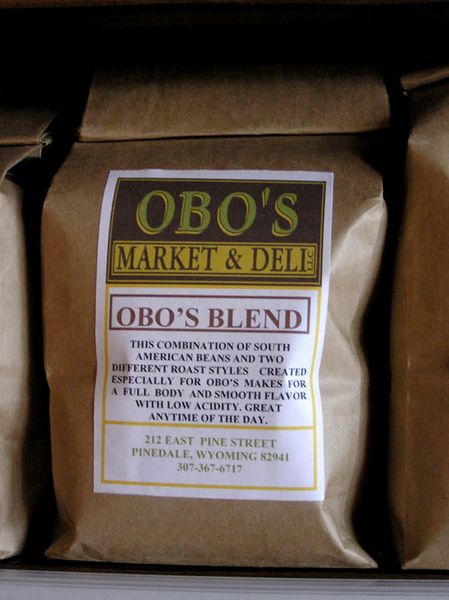 OBO'S
MARKET & DELI LLC
OBO'S BLEND
THIS COMBINATION OF SOUTH
AMERICAN BEANS AND TWO
DIFFERENT ROAST STYLES CREATED
ESPECIALLY FOR OBO'S MAKES FOR
A FULL BODY AND SMOOTH FLAVOR
WITH LOW ACIDITY. GREAT
ANYTIME OF THE DAY.
212 EAST PINE STREET
PINEDALE, WYOMING 82941
307-367-6717